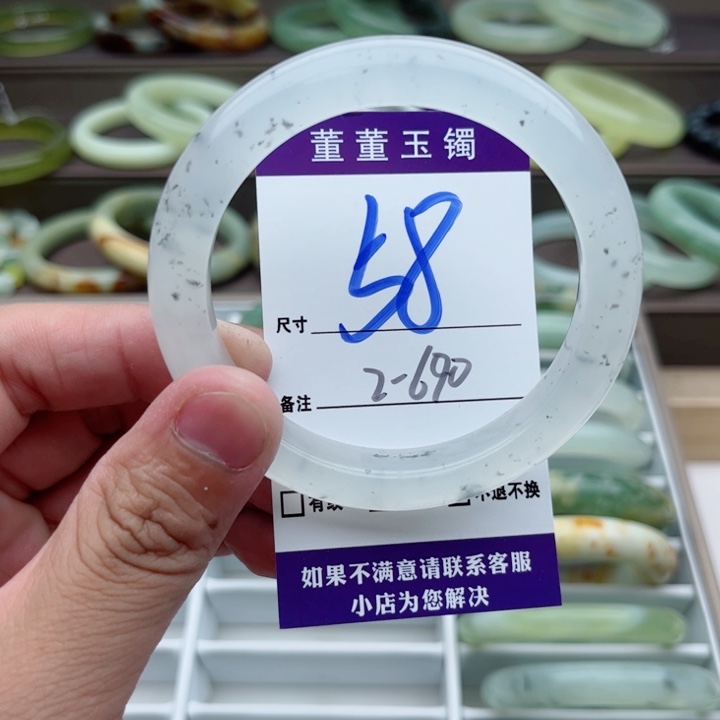 董董玉镯
58
尺寸
2-690
备注
不退不换
如果不满意请联系客服
小店为您解决